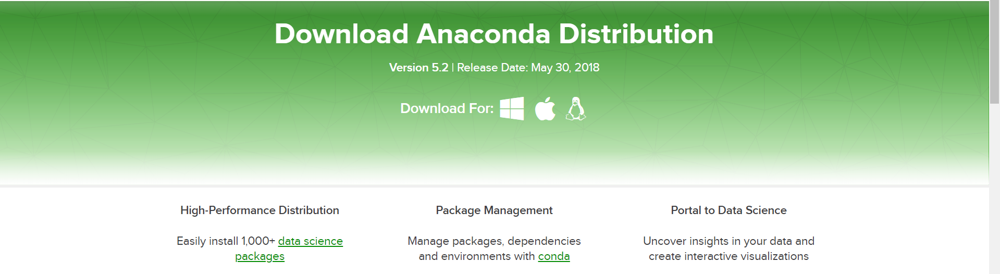 Download Anaconda Distribution
Version 5.2 | Release Date: May 30, 2018
Download For:
High-Performance Distribution
Easily install 1,000+ data science
packages
Package Management
Manage packages, dependencies
and environments with conda
Portal to Data Science
Uncover insights in your data and
create interactive visualizations